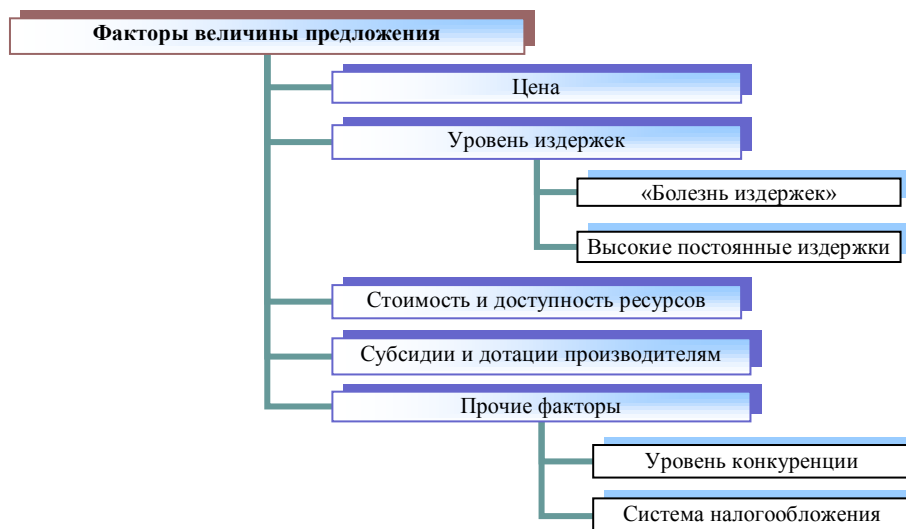 Факторы величины предложения
Цена
Уровень издержек
«Болезнь издержек»
Высокие постоянные издержки
Стоимость и доступность ресурсов
Субсидии и дотации производителям
Прочие факторы
Уровень конкуренции
Система налогообложения